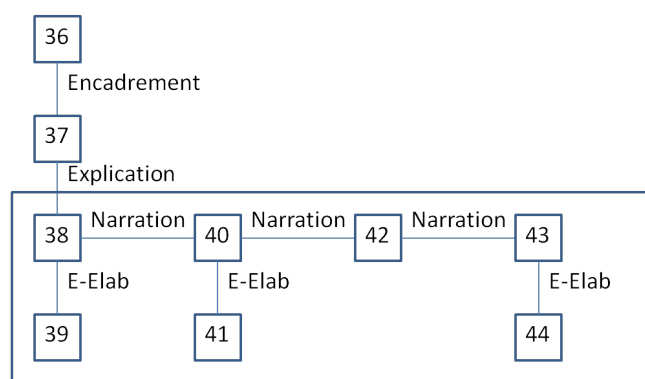 36
Encadrement
37
Explication
38 Narration 40 Narration 42 Narration 43
E-Elab E-Elab E-Elab
39 41 44